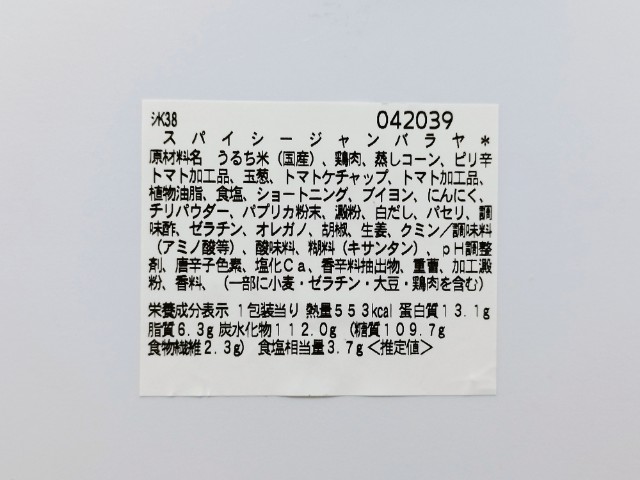 ｼﾊ38 042039
スパイシージャンバラヤ＊
原材料名 うるち米（国産）、鶏肉、蒸しコーン、ピリ辛
トマト加工品、玉葱、トマトケチャップ、トマト加工品、
植物油脂、食塩、ショートニング、ブイヨン、にんにく、
チリパウダー、パプリカ粉末、澱粉、白だし、パセリ、調
味酢、ゼラチン、オレガノ、胡椒、生姜、クミン／調味料
（アミノ酸等）、酸味料、糊料（キサンタン）、ｐＨ調整
剤、唐辛子色素、塩化Ｃａ、香辛料抽出物、重曹、加工澱
粉、香料、（一部に小麦・ゼラチン・大豆・鶏肉を含む）
栄養成分表示 １包装当り 熱量５５３kcal 蛋白質１３.１g
脂質６.３g 炭水化物１１２.０g （糖質１０９.７g
食物繊維２.３g） 食塩相当量３.７g＜推定値＞